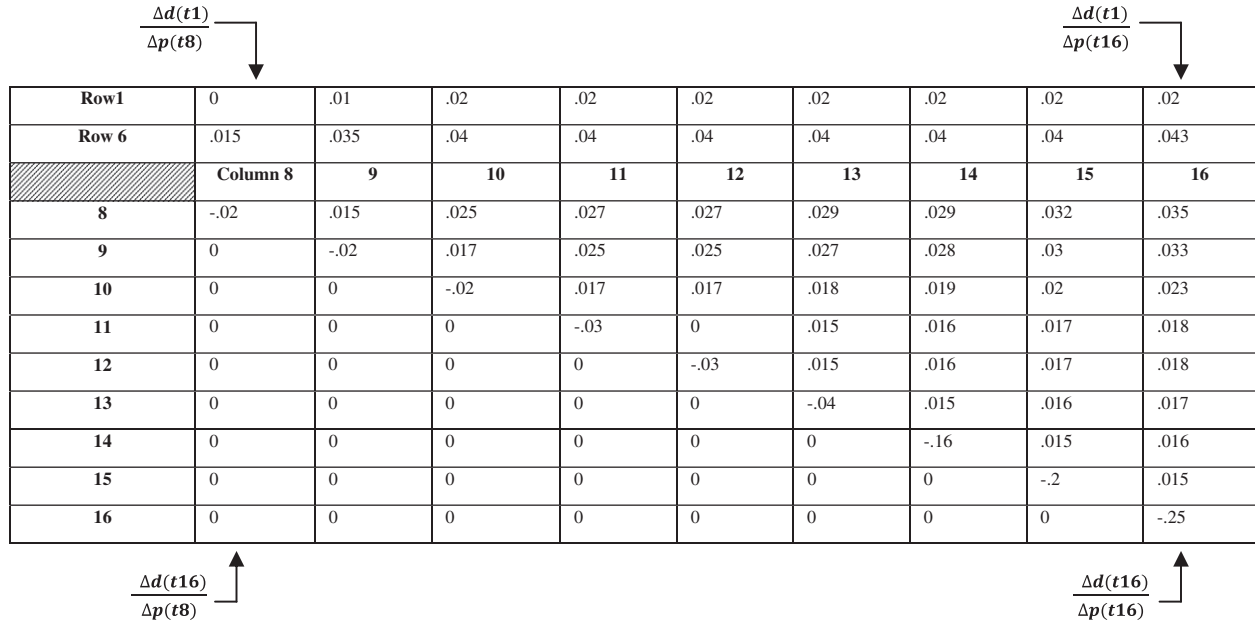 Δd(t1) Δd(t1)
Δp(t8) Δp(t16)
Row1 0 .01 .02 .02 .02 .02 .02 .02 .02
Row 6 .015 .035 .04 .04 .04 .04 .04 .04 .043
Column 8 9 10 11 12 13 14 15 16
8 -.02 .015 .025 .027 .027 .029 .029 .032 .035
9 0 -.02 .017 .025 .025 .027 .028 .03 .033
10 0 0 -.02 .017 .017 .018 .019 .02 .023
11 0 0 0 -.03 0 .015 .016 .017 .018
12 0 0 0 0 -.03 .015 .016 .017 .018
13 0 0 0 0 0 -.04 .015 .016 .017
14 0 0 0 0 0 0 -.16 .015 .016
15 0 0 0 0 0 0 0 -.2 .015
16 0 0 0 0 0 0 0 0 -.25
Δd(t16) Δd(t16)
Δp(t8) Δp(t16)